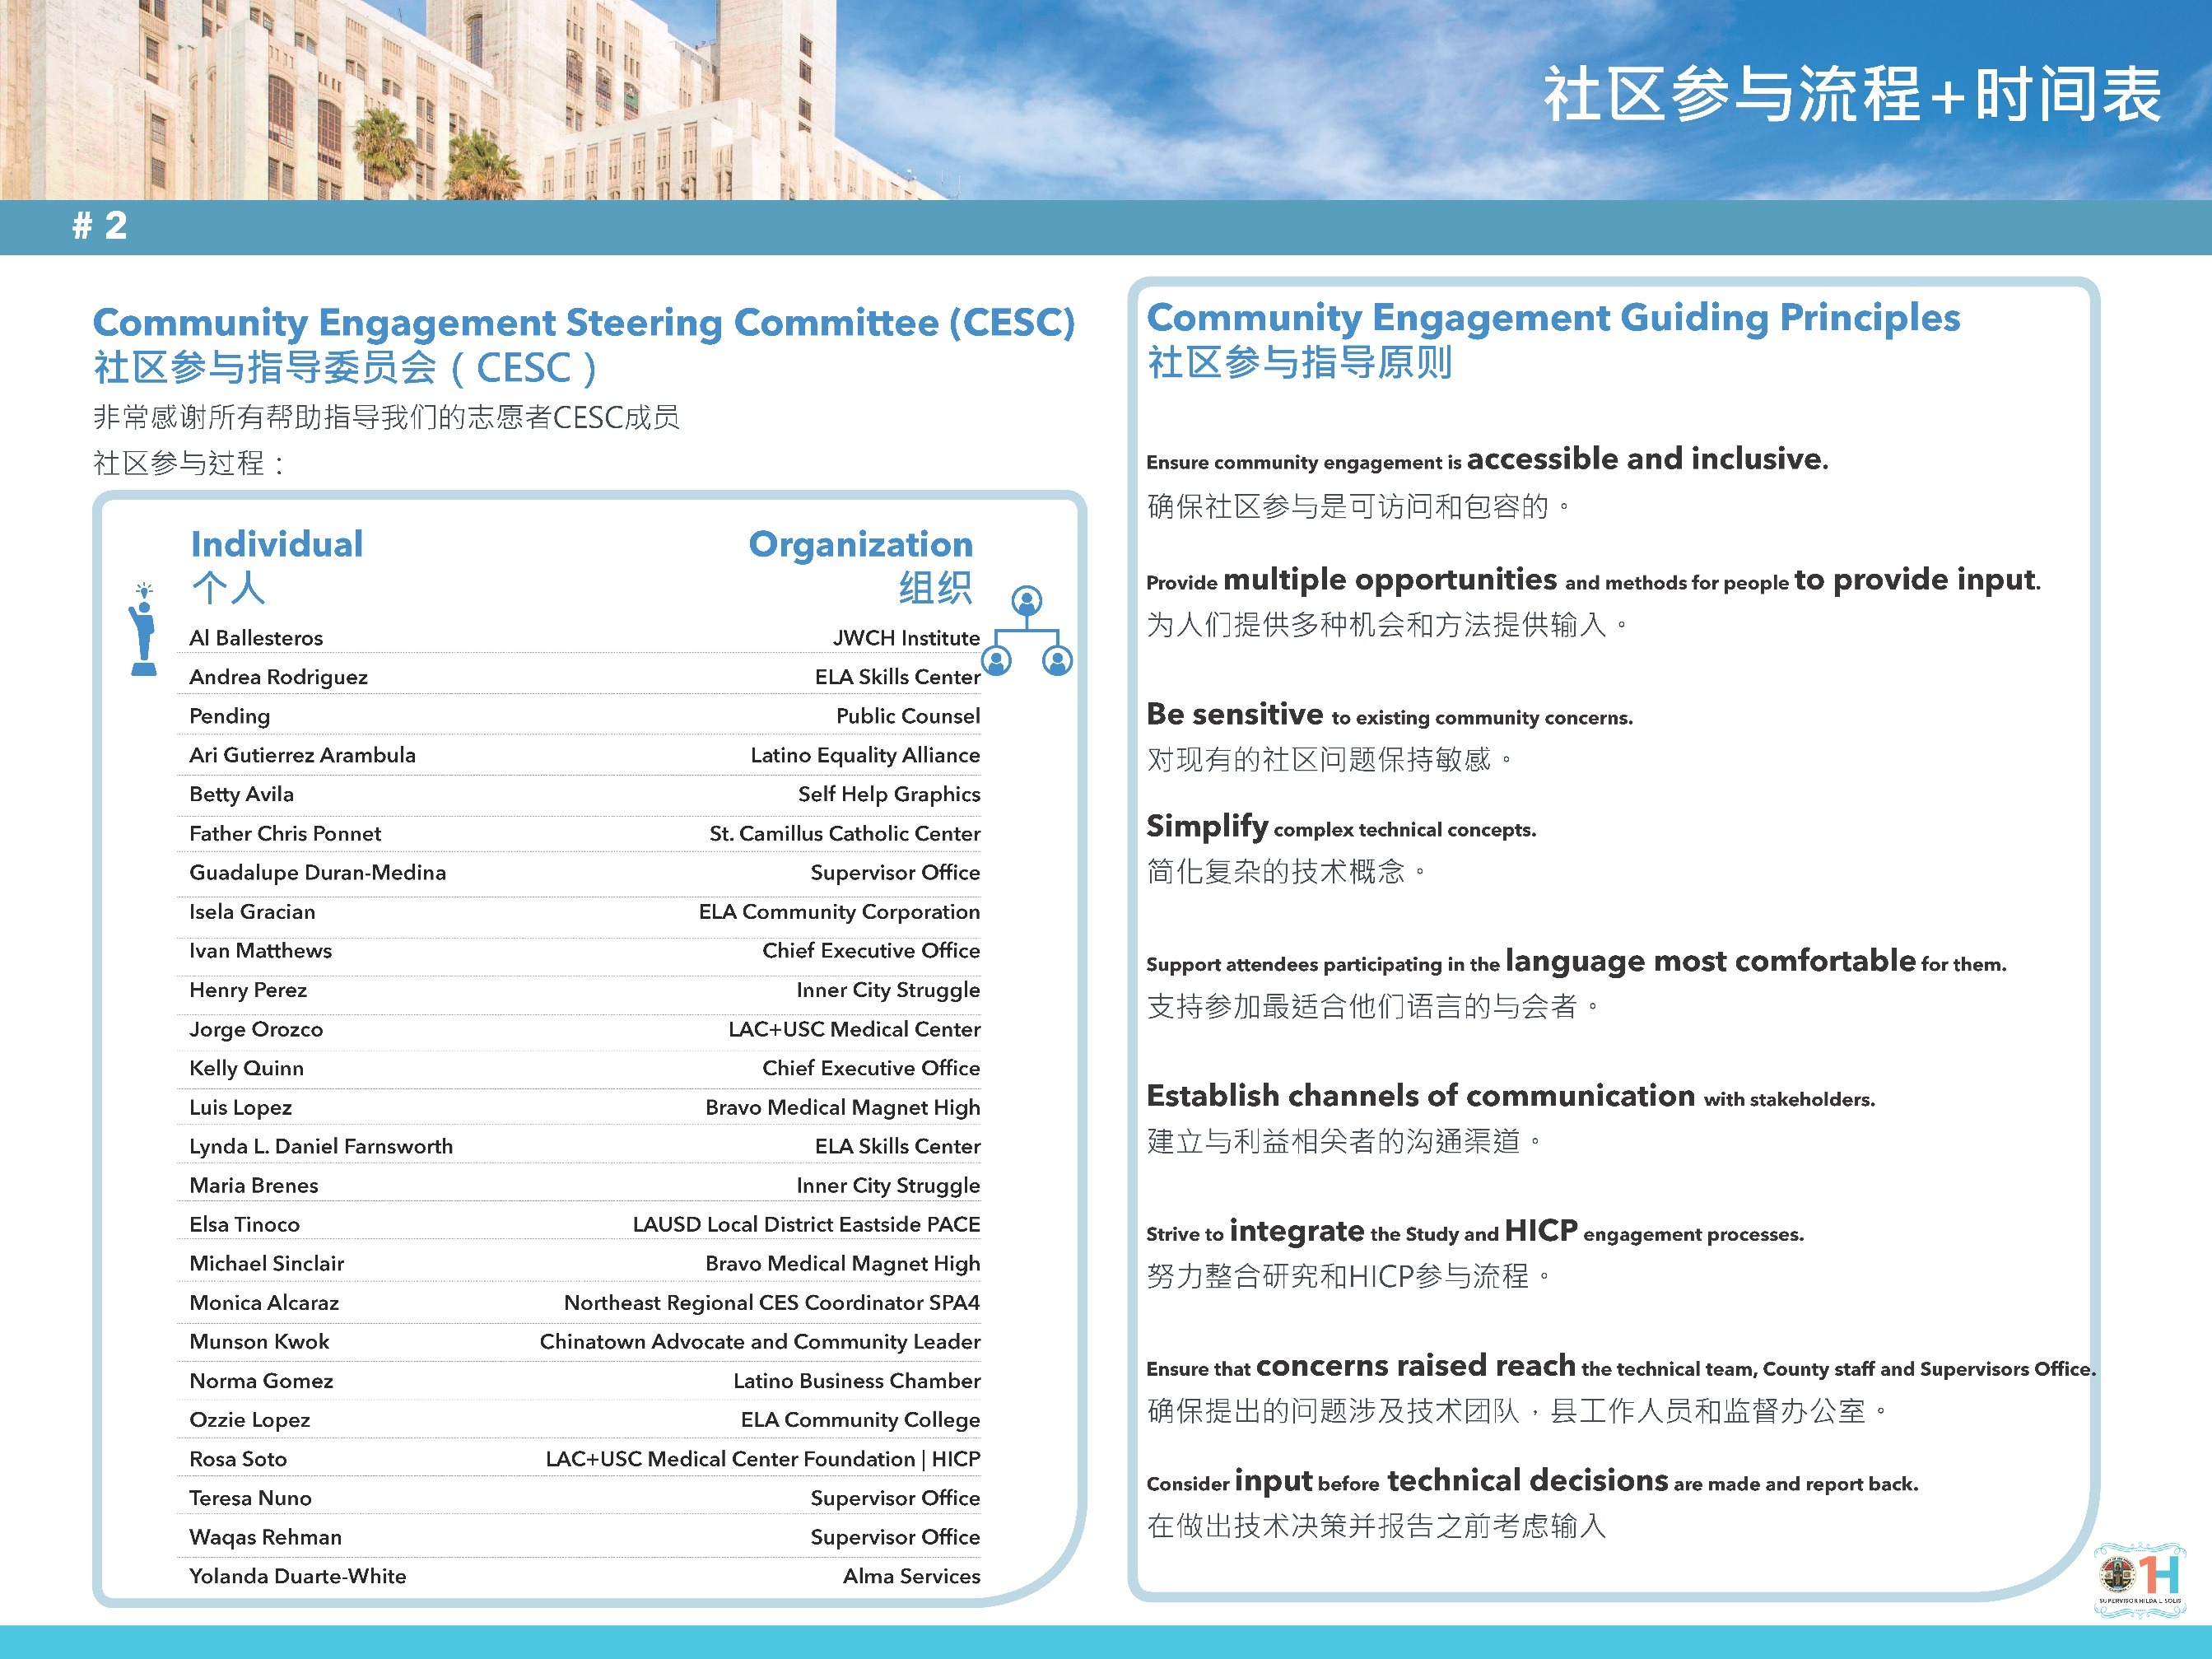 社区参与流程+时间表
# 2
Community Engagement Steering Committee (CESC)
社区参与指导委员会（CESC）
非常感谢所有帮助指导我们的志愿者CESC成员
社区参与过程：
Individual Organization
个人 组织
Al Ballesteros JWCH Institute
Andrea Rodriguez ELA Skills Center
Pending Public Counsel
Ari Gutierrez Arambula Latino Equality Alliance
Betty Avila Self Help Graphics
Father Chris Ponnet St. Camillus Catholic Center
Guadalupe Duran-Medina Supervisor Office
Isela Gracian ELA Community Corporation
Ivan Matthews Chief Executive Office
Henry Perez Inner City Struggle
Jorge Orozco LAC+USC Medical Center
Kelly Quinn Chief Executive Office
Luis Lopez Bravo Medical Magnet High
Lynda L. Daniel Farnsworth ELA Skills Center
Maria Brenes Inner City Struggle
Elsa Tinoco LAUSD Local District Eastside PACE
Michael Sinclair Bravo Medical Magnet High
Monica Alcaraz Northeast Regional CES Coordinator SPA4
Munson Kwok Chinatown Advocate and Community Leader
Norma Gomez Latino Business Chamber
Ozzie Lopez ELA Community College
Rosa Soto LAC+USC Medical Center Foundation | HICP
Teresa Nuno Supervisor Office
Waqas Rehman Supervisor Office
Yolanda Duarte-White Alma Services
Community Engagement Guiding Principles
社区参与指导原则
Ensure community engagement is accessible and inclusive.
确保社区参与是可访问和包容的。
Provide multiple opportunities and methods for people to provide input.
为人们提供多种机会和方法提供输入。
Be sensitive to existing community concerns.
对现有的社区问题保持敏感。
Simplify complex technical concepts.
简化复杂的技术概念。
Support attendees participating in the language most comfortable for them.
支持参加最适合他们语言的与会者。
Establish channels of communication with stakeholders.
建立与利益相关者的沟通渠道。
Strive to integrate the Study and HICP engagement processes.
努力整合研究和HICP参与流程。
Ensure that concerns raised reach the technical team, County staff and Supervisors Office.
确保提出的问题涉及技术团队，县工作人员和监督办公室。
Consider input before technical decisions are made and report back.
在做出技术决策并报告之前考虑输入
1H
SUPERVISOR HILDA L. SOLIS